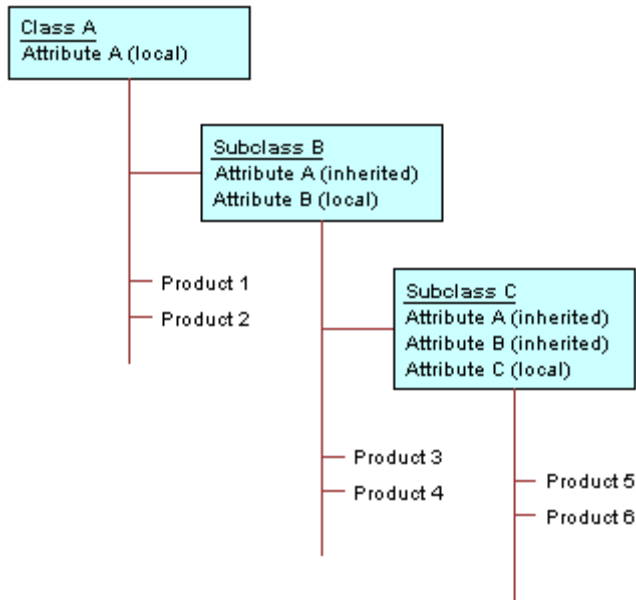 Class A
Attribute A (local)
Subclass B
Attribute A (inherited)
Attribute B (local)
Product 1
Product 2
Subclass C
Attribute A (inherited)
Attribute B (inherited)
Attribute C (local)
Product 3
Product 4
Product 5
Product 6